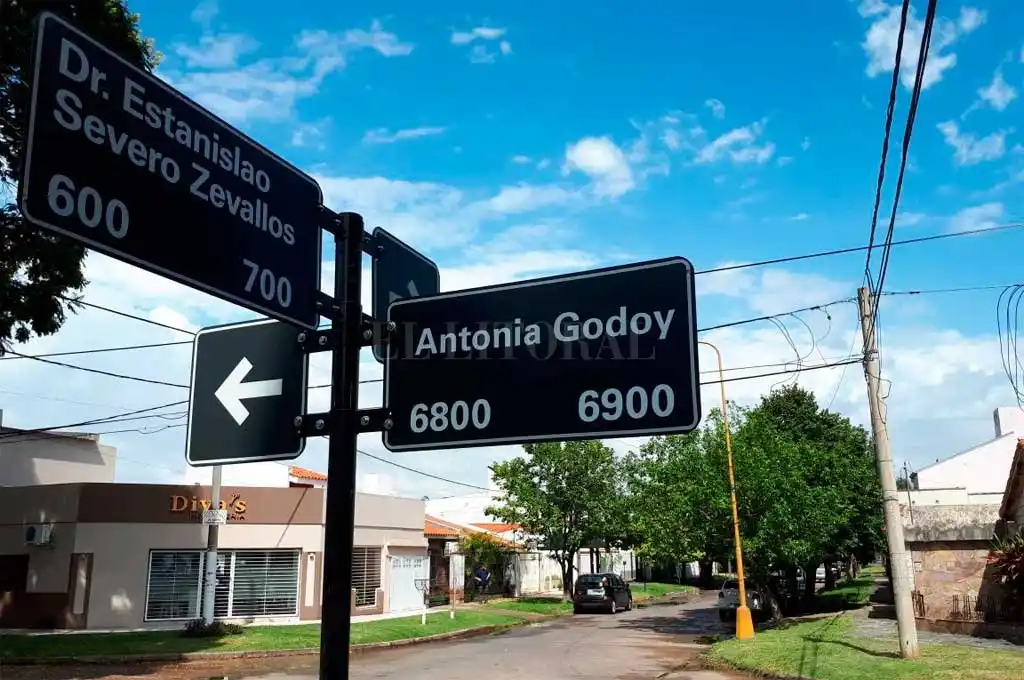 Dr. Estanislao
Severo Zevallos
600
700
Antonia Godoy
EL LITORAL
6800 6900
Diva's